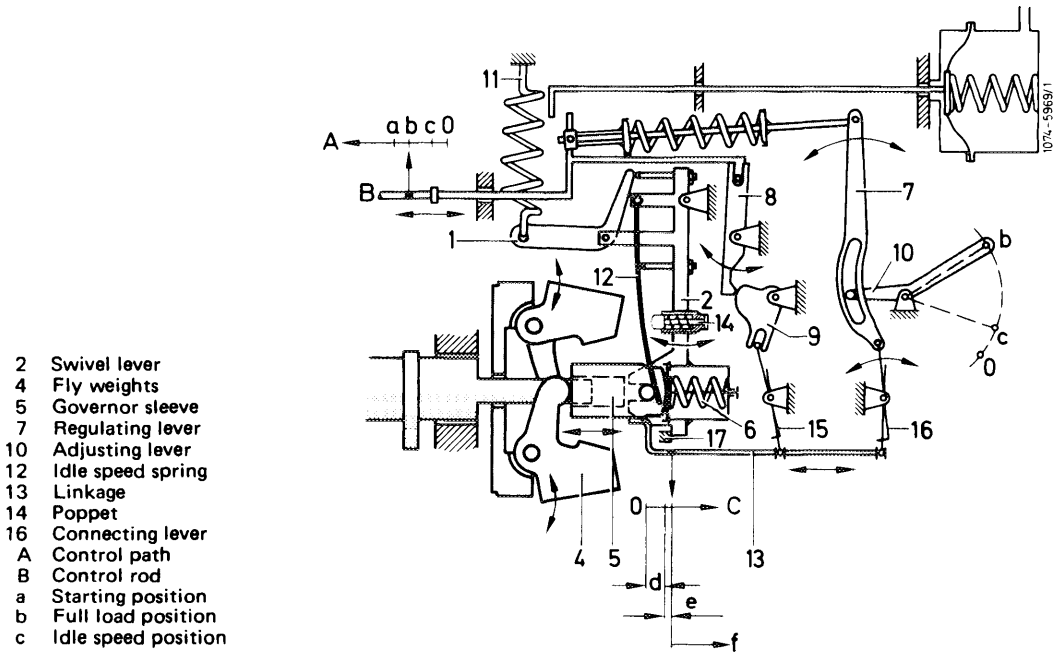 11
a b c 0
A
B
8
7
1
b
10
12
2
14
9
c
0
6
17
15
16
0 C
4 5 d 13
e
f
1074-5969/1
2 Swivel lever
4 Fly weights
5 Governor sleeve
7 Regulating lever
10 Adjusting lever
12 Idle speed spring
13 Linkage
14 Poppet
16 Connecting lever
A Control path
B Control rod
a Starting position
b Full load position
c Idle speed position